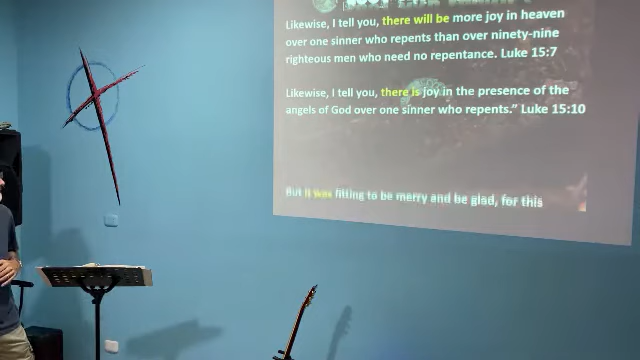 Likewise, I tell you, there will be more joy in heaven
over one sinner who repents than over ninety-nine
righteous men who need no repentance. Luke 15:7
Likewise, I tell you, there is joy in the presence of the
angels of God over one sinner who repents.” Luke 15:10
But it was fitting to be merry and be glad, for this